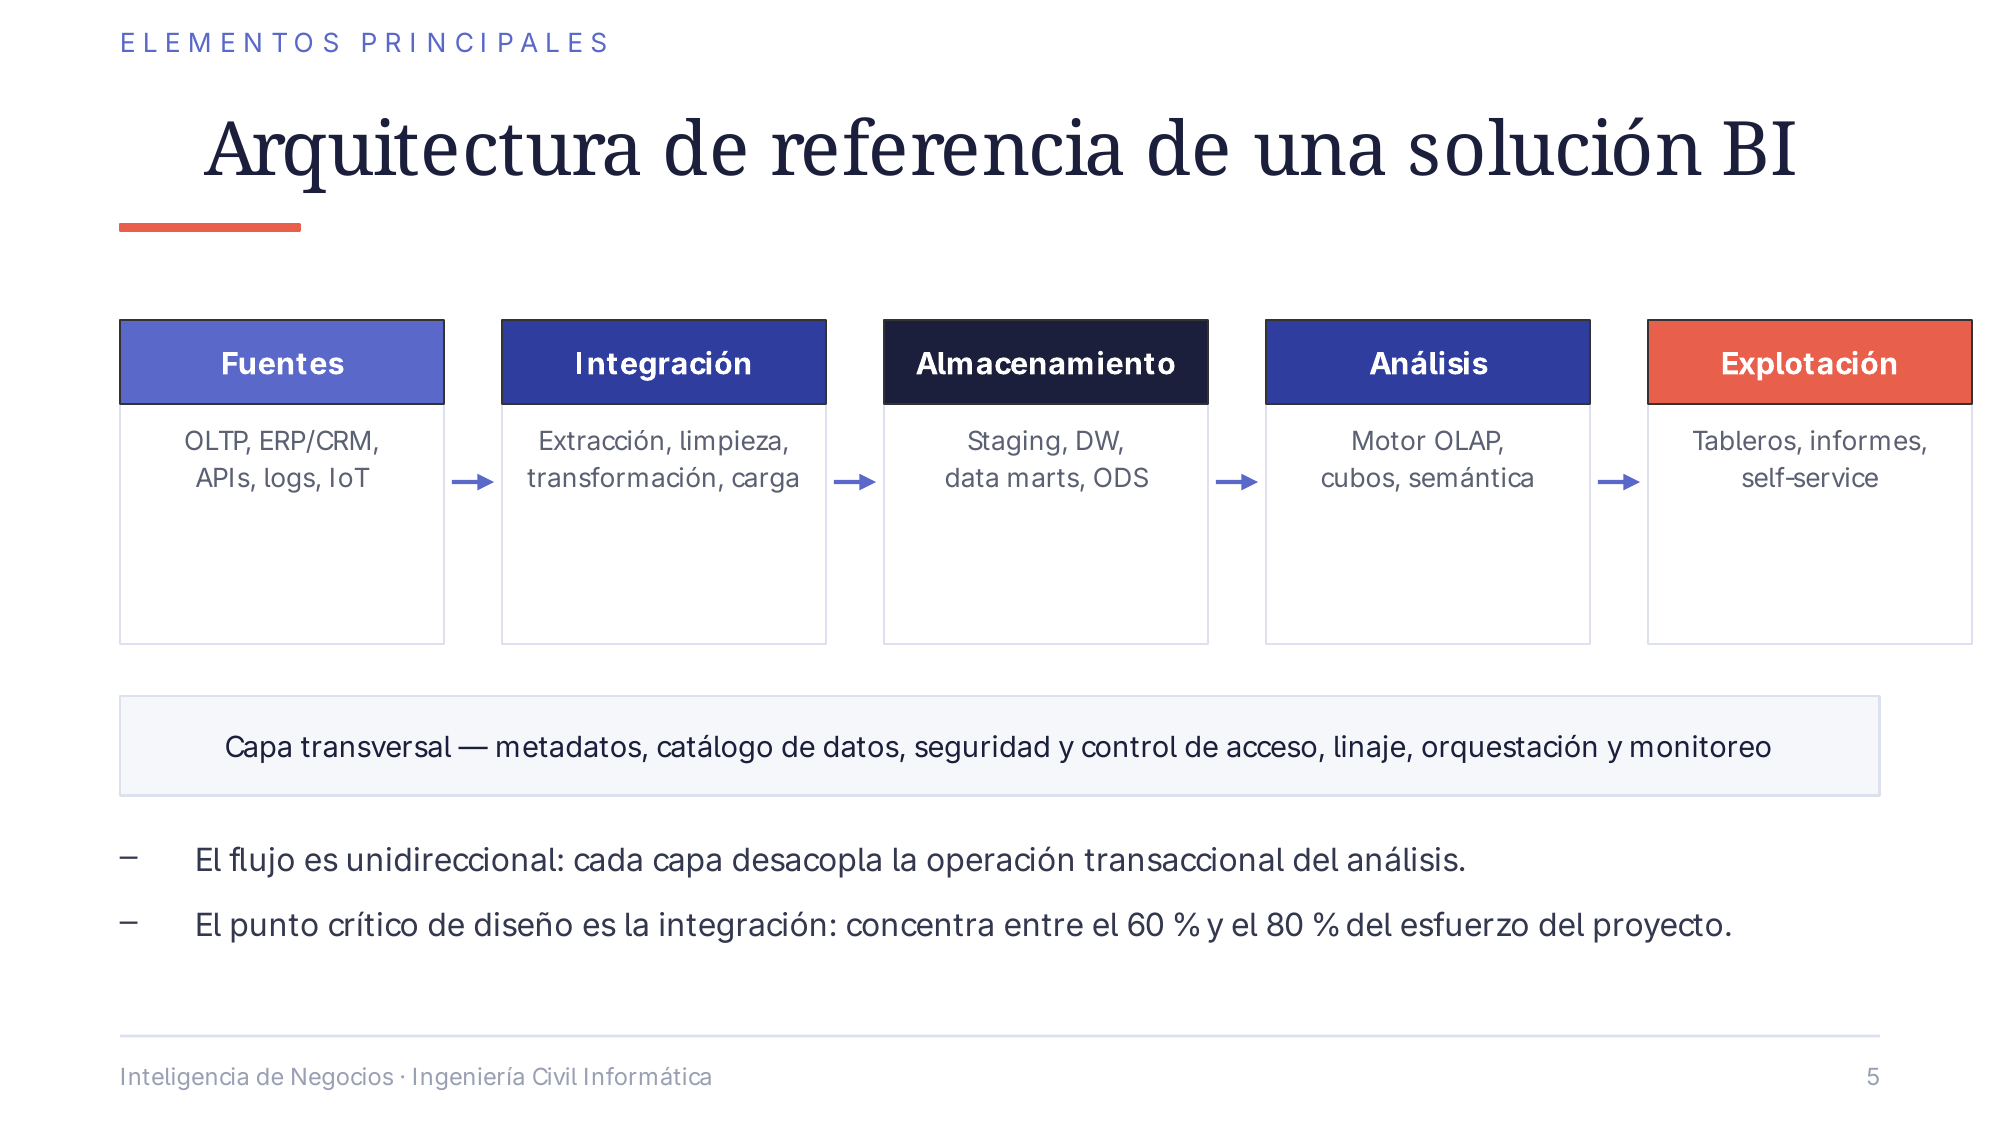 ELEMENTOS PRINCIPALES
Arquitectura de referencia de una solución BI
Fuentes
OLTP, ERP/CRM,
APIs, logs, IoT
Integración
Extracción, limpieza,
transformación, carga
Almacenamiento
Staging, DW,
data marts, ODS
Análisis
Motor OLAP,
cubos, semántica
Explotación
Tableros, informes,
self-service
Capa transversal — metadatos, catálogo de datos, seguridad y control de acceso, linaje, orquestación y monitoreo
– El flujo es unidireccional: cada capa desacopla la operación transaccional del análisis.
– El punto crítico de diseño es la integración: concentra entre el 60 % y el 80 % del esfuerzo del proyecto.
Inteligencia de Negocios · Ingeniería Civil Informática
5